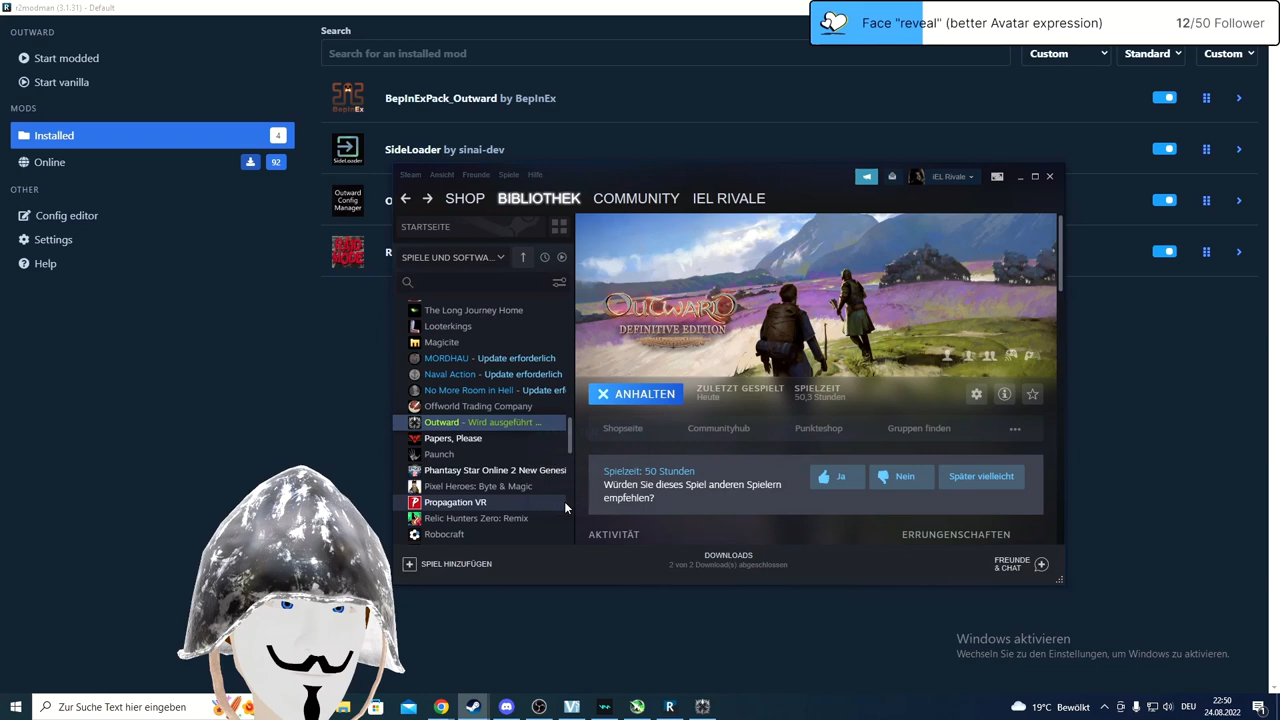 r2modman (3.1.31) - Default
Face "reveal" (better Avatar expression) 12/50 Follower
OUTWARD
Start modded
Start vanilla
MODS
Installed 4
Online 92
OTHER
Config editor
Settings
Help
Search
Search for an installed mod
Custom
Standard
Custom
BepInExPack_Outward by BepInEx
BepInEx
SideLoader by sinai-dev
SideLoader
Outward
Config
Manager
O
R
Steam Ansicht Freunde Spiele Hilfe
iEL Rivale
SHOP BIBLIOTHEK COMMUNITY IEL RIVALE
STARTSEITE
SPIELE UND SOFTWA...
The Long Journey Home
Looterkings
Magicite
MORDHAU - Update erforderlich
Naval Action - Update erforderlich
No More Room in Hell - Update erf
Offworld Trading Company
Outward - Wird ausgeführt ...
Papers, Please
Paunch
Phantasy Star Online 2 New Genesi
Pixel Heroes: Byte & Magic
Propagation VR
Relic Hunters Zero: Remix
Robocraft
OUTWARD
DEFINITIVE EDITION
ANHALTEN
ZULETZT GESPIELT
Heute
SPIELZEIT
50,3 Stunden
Shopseite Communityhub Punkteshop Gruppen finden
Spielzeit: 50 Stunden
Würden Sie dieses Spiel anderen Spielern
empfehlen?
Ja Nein Später vielleicht
AKTIVITÄT ERRUNGENSCHAFTEN
SPIEL HINZUFÜGEN
DOWNLOADS
2 von 2 Download(s) abgeschlossen
FREUNDE
& CHAT
Windows aktivieren
Wechseln Sie zu den Einstellungen, um Windows zu aktivieren.
Zur Suche Text hier eingeben
19°C Bewölkt
DEU
22:50
24.08.2022